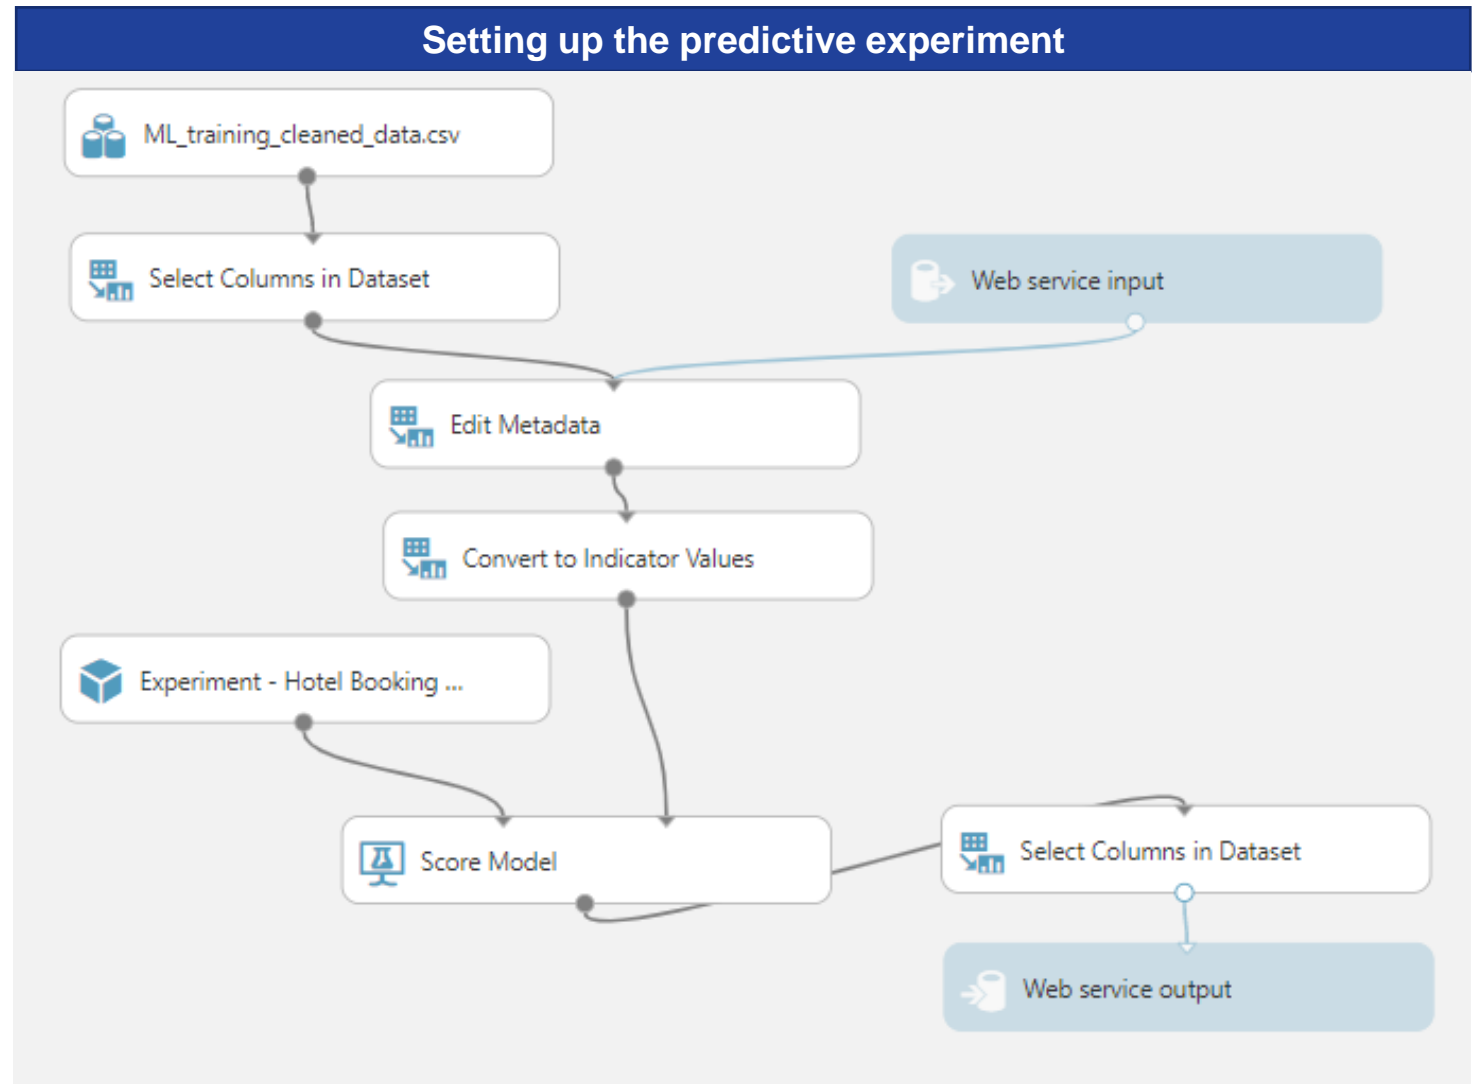 Setting up the predictive experiment
ML_training_cleaned_data.csv
Select Columns in Dataset
Web service input
Edit Metadata
Convert to Indicator Values
Experiment - Hotel Booking ...
Score Model
Select Columns in Dataset
Web service output